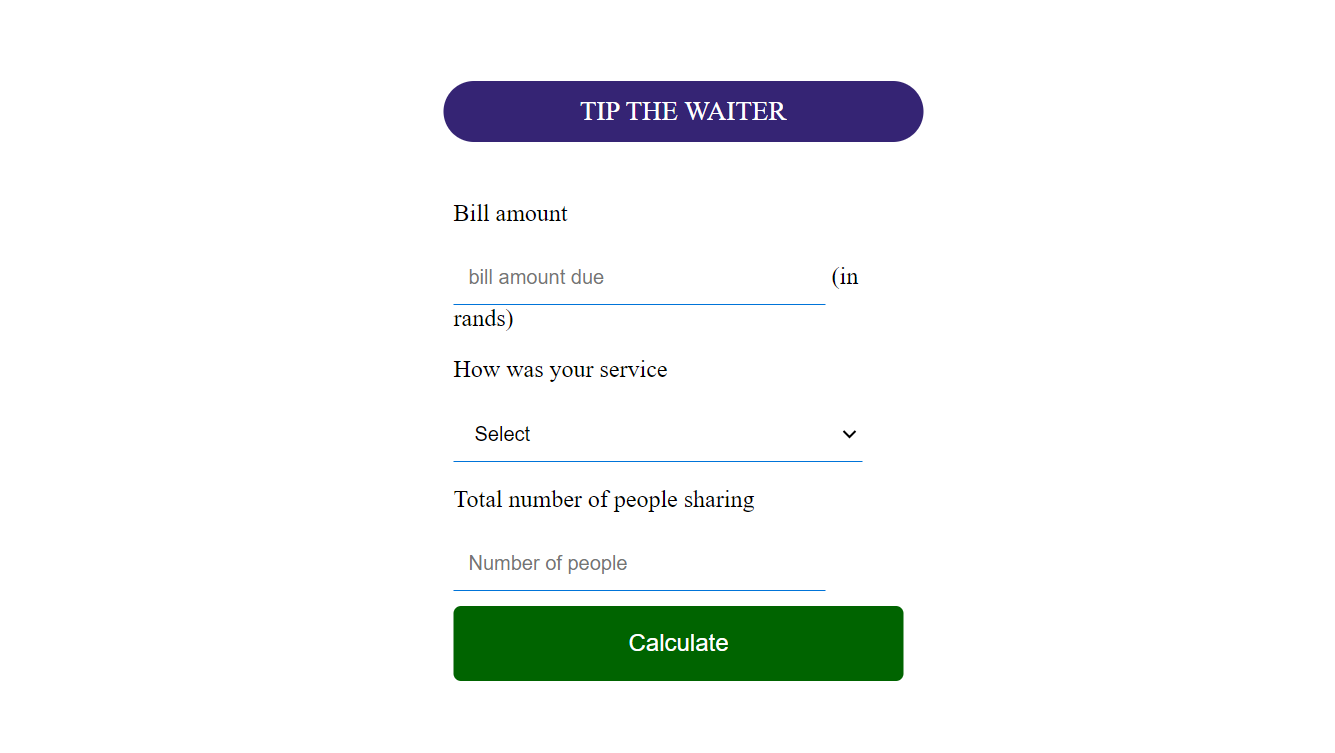 TIP THE WAITER
Bill amount
bill amount due (in
rands)
How was your service
Select
Total number of people sharing
Number of people
Calculate